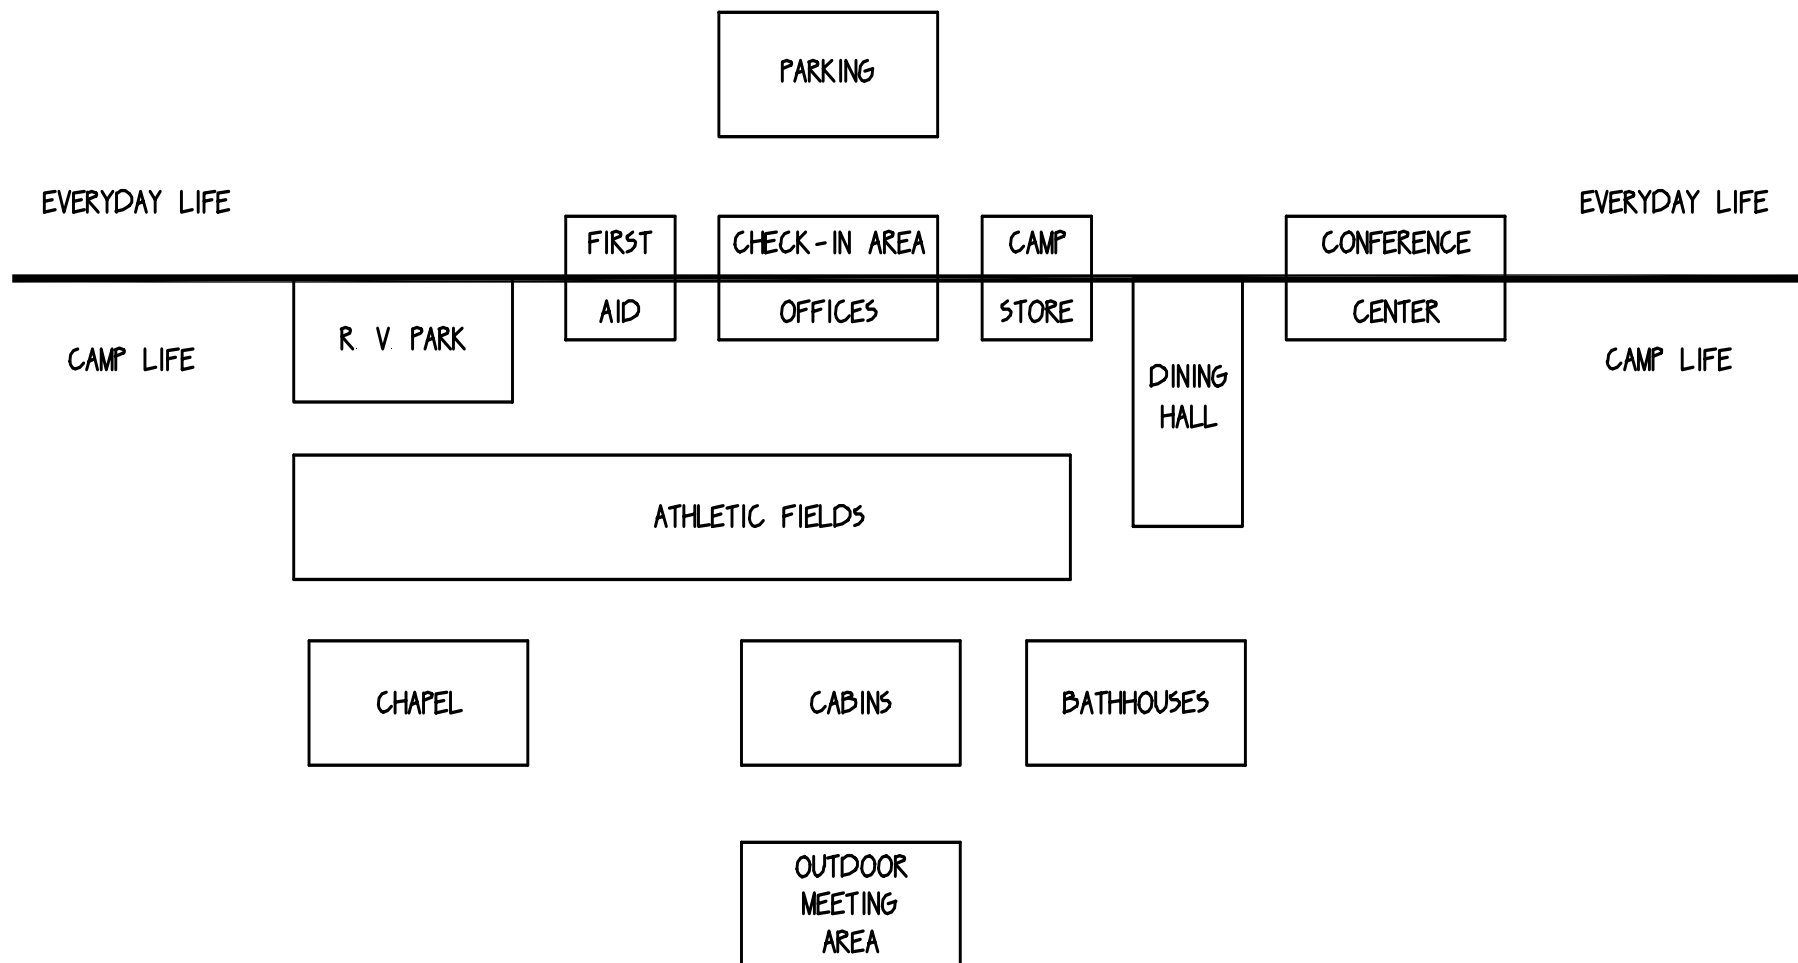 PARKING
EVERYDAY LIFE
EVERYDAY LIFE
FIRST
AID
CHECK-IN AREA
OFFICES
CAMP
STORE
CONFERENCE
CENTER
R. V. PARK
CAMP LIFE
CAMP LIFE
DINING
HALL
ATHLETIC FIELDS
CHAPEL
CABINS
BATHHOUSES
OUTDOOR
MEETING
AREA